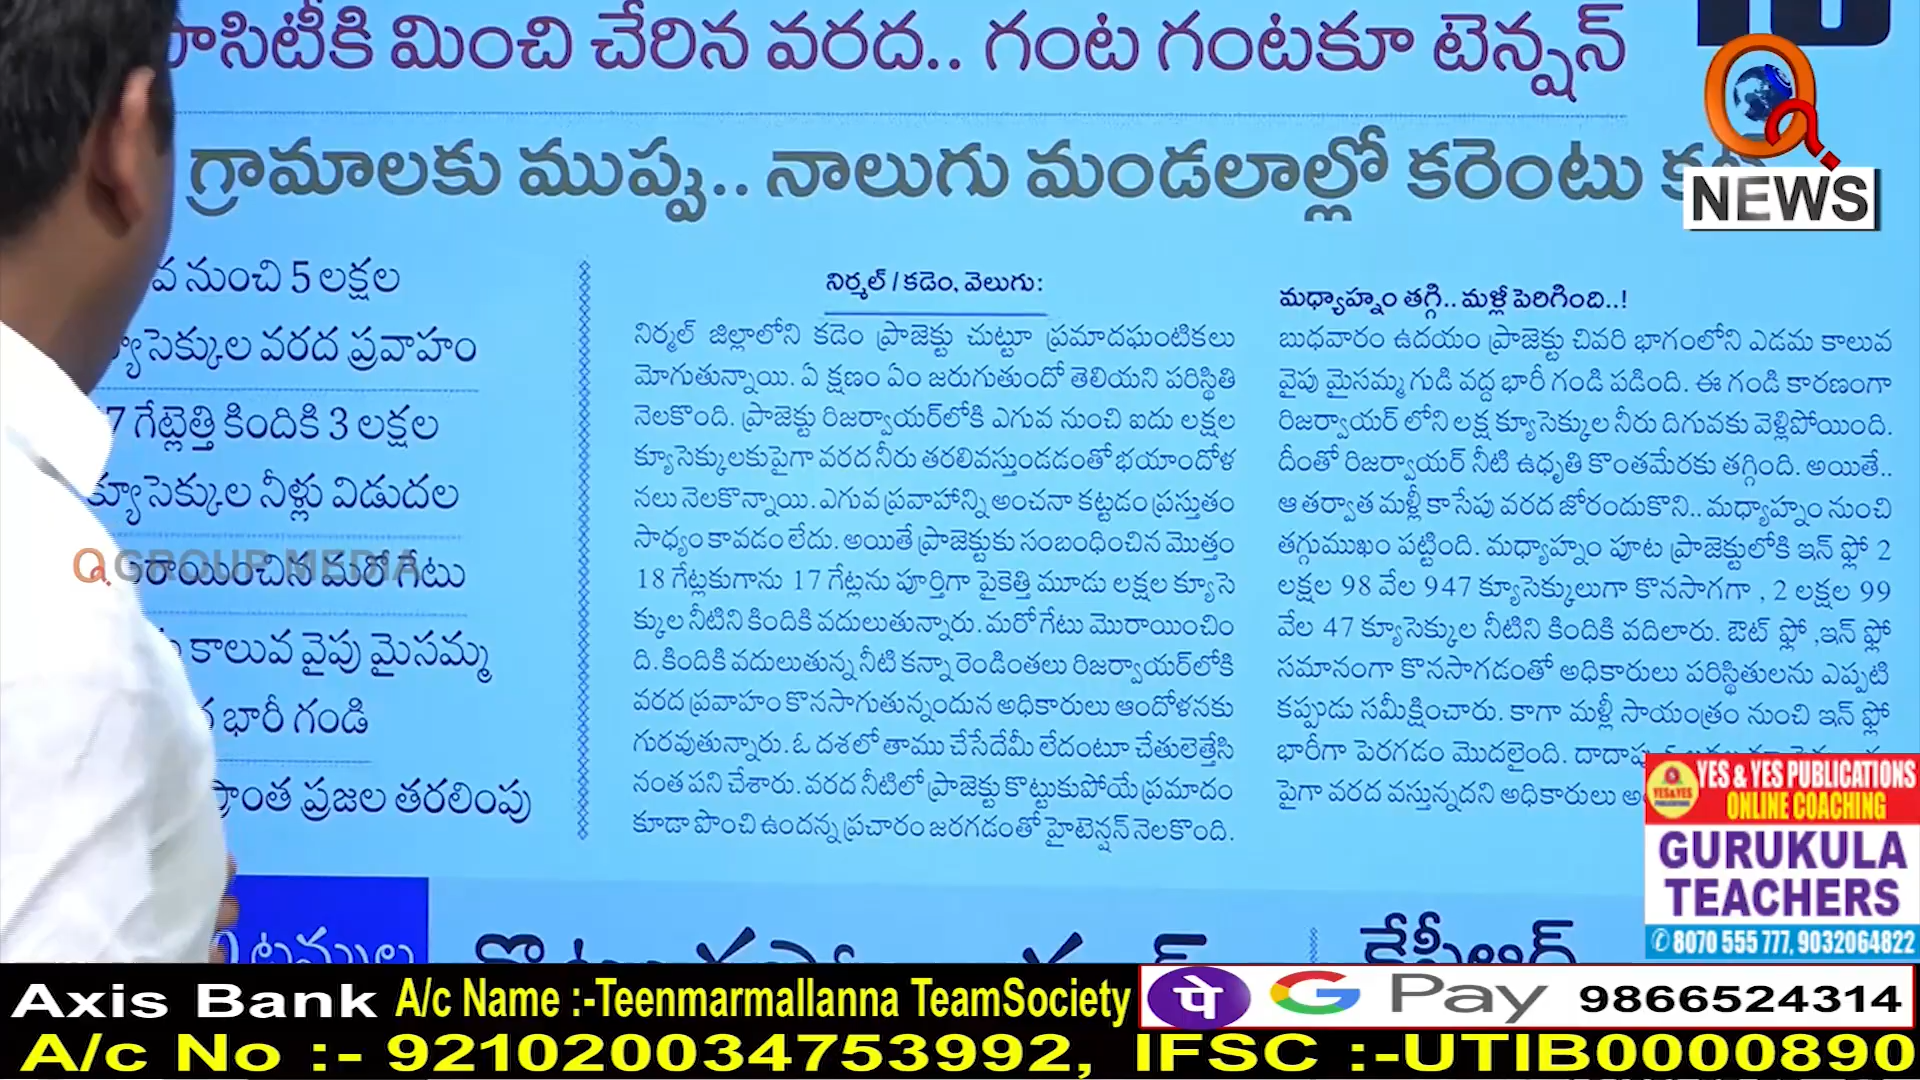 మించి చేరిన వరద.. గంట గంటకూ టెన్షన్
గ్రామాలకు ముప్పు.. నాలుగు మండలాల్లో కరెంటు
NEWS
నుంచి 5 లక్షల
వరద ప్రవాహం
గేట్లెత్తి కిందికి 3 లక్షల
క్యూసెక్కుల నీళ్లు విడుదల
మరో గేటు
కాలువ వైపు మైసమ్మ
భారీ గండి
ప్రజల తరలింపు
Q GROUP MEDIA
నిర్మల్ / కడెం, వెలుగు:
నిర్మల్ జిల్లాలోని కడెం ప్రాజెక్టు చుట్టూ ప్రమాదఘంటికలు
మోగుతున్నాయి. ఏ క్షణం ఏం జరుగుతుందో తెలియని పరిస్థితి
నెలకొంది. ప్రాజెక్టు రిజర్వాయర్‌లోకి ఎగువ నుంచి ఐదు లక్షల
క్యూసెక్కులకుపైగా వరద నీరు తరలివస్తుండడంతో భయాందోళ
నలు నెలకొన్నాయి. ఎగువ ప్రవాహాన్ని అంచనా కట్టడం ప్రస్తుతం
సాధ్యం కావడం లేదు. అయితే ప్రాజెక్టుకు సంబంధించిన మొత్తం
18 గేట్లకుగాను 17 గేట్లను పూర్తిగా పైకెత్తి మూడు లక్షల క్యూసె
క్కుల నీటిని కిందికి వదులుతున్నారు. మరో గేటు మొరాయించిం
ది. కిందికి వదులుతున్న నీటి కన్నా రెండింతలు రిజర్వాయర్‌లోకి
వరద ప్రవాహం కొనసాగుతున్నందున అధికారులు ఆందోళనకు
గురవుతున్నారు. ఓ దశలో తాము చేసేదేమీ లేదంటూ చేతులెత్తేసి
నంత పని చేశారు. వరద నీటిలో ప్రాజెక్టు కొట్టుకుపోయే ప్రమాదం
కూడా పొంచి ఉందన్న ప్రచారం జరగడంతో హైటెన్షన్ నెలకొంది.
మధ్యాహ్నం తగ్గి.. మళ్లీ పెరిగింది..!
బుధవారం ఉదయం ప్రాజెక్టు చివరి భాగంలోని ఎడమ కాలువ
వైపు మైసమ్మ గుడి వద్ద భారీ గండి పడింది. ఈ గండి కారణంగా
రిజర్వాయర్ లోని లక్ష క్యూసెక్కుల నీరు దిగువకు వెళ్లిపోయింది.
దీంతో రిజర్వాయర్ నీటి ఉధృతి కొంతమేరకు తగ్గింది. అయితే..
ఆ తర్వాత మళ్లీ కాసేపు వరద జోరందుకొని.. మధ్యాహ్నం నుంచి
తగ్గుముఖం పట్టింది. మధ్యాహ్నం పూట ప్రాజెక్టులోకి ఇన్ ఫ్లో 2
లక్షల 98 వేల 947 క్యూసెక్కులుగా కొనసాగగా , 2 లక్షల 99
వేల 47 క్యూసెక్కుల నీటిని కిందికి వదిలారు. ఔట్ ఫ్లో ,ఇన్ ఫ్లో
సమానంగా కొనసాగడంతో అధికారులు పరిస్థితులను ఎప్పటి
కప్పుడు సమీక్షించారు. కాగా మళ్లీ సాయంత్రం నుంచి ఇన్ ఫ్లో
భారీగా పెరగడం మొదలైంది.
పైగా వరద వస్తున్నదని అధికారులు
YES & YES PUBLICATIONS
ONLINE COACHING
GURUKULA
TEACHERS
8070 555 777, 9032064822
కేసీఆర్
Axis Bank A/c Name :-Teenmarmallanna TeamSociety
పే G Pay 9866524314
A/c No :- 921020034753992, IFSC :-UTIB0000890